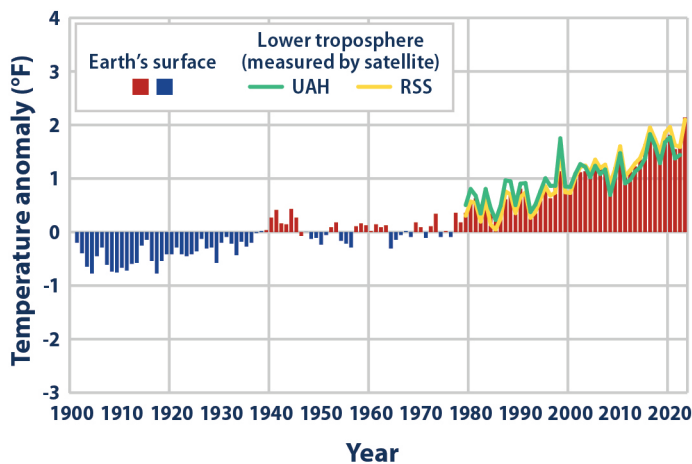 4
3
2
1
0
-1
-2
-3
Temperature anomaly (°F)
Earth's surface
Lower troposphere
(measured by satellite)
UAH
RSS
1900 1910 1920 1930 1940 1950 1960 1970 1980 1990 2000 2010 2020
Year